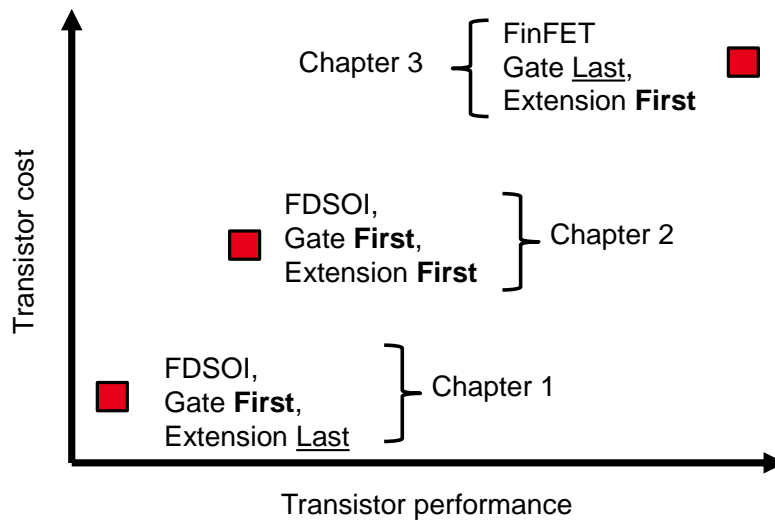 Chapter 3
FinFET
Gate Last,
Extension First
FDSOI,
Gate First,
Extension First
Chapter 2
FDSOI,
Gate First,
Extension Last
Chapter 1
Transistor cost
Transistor performance